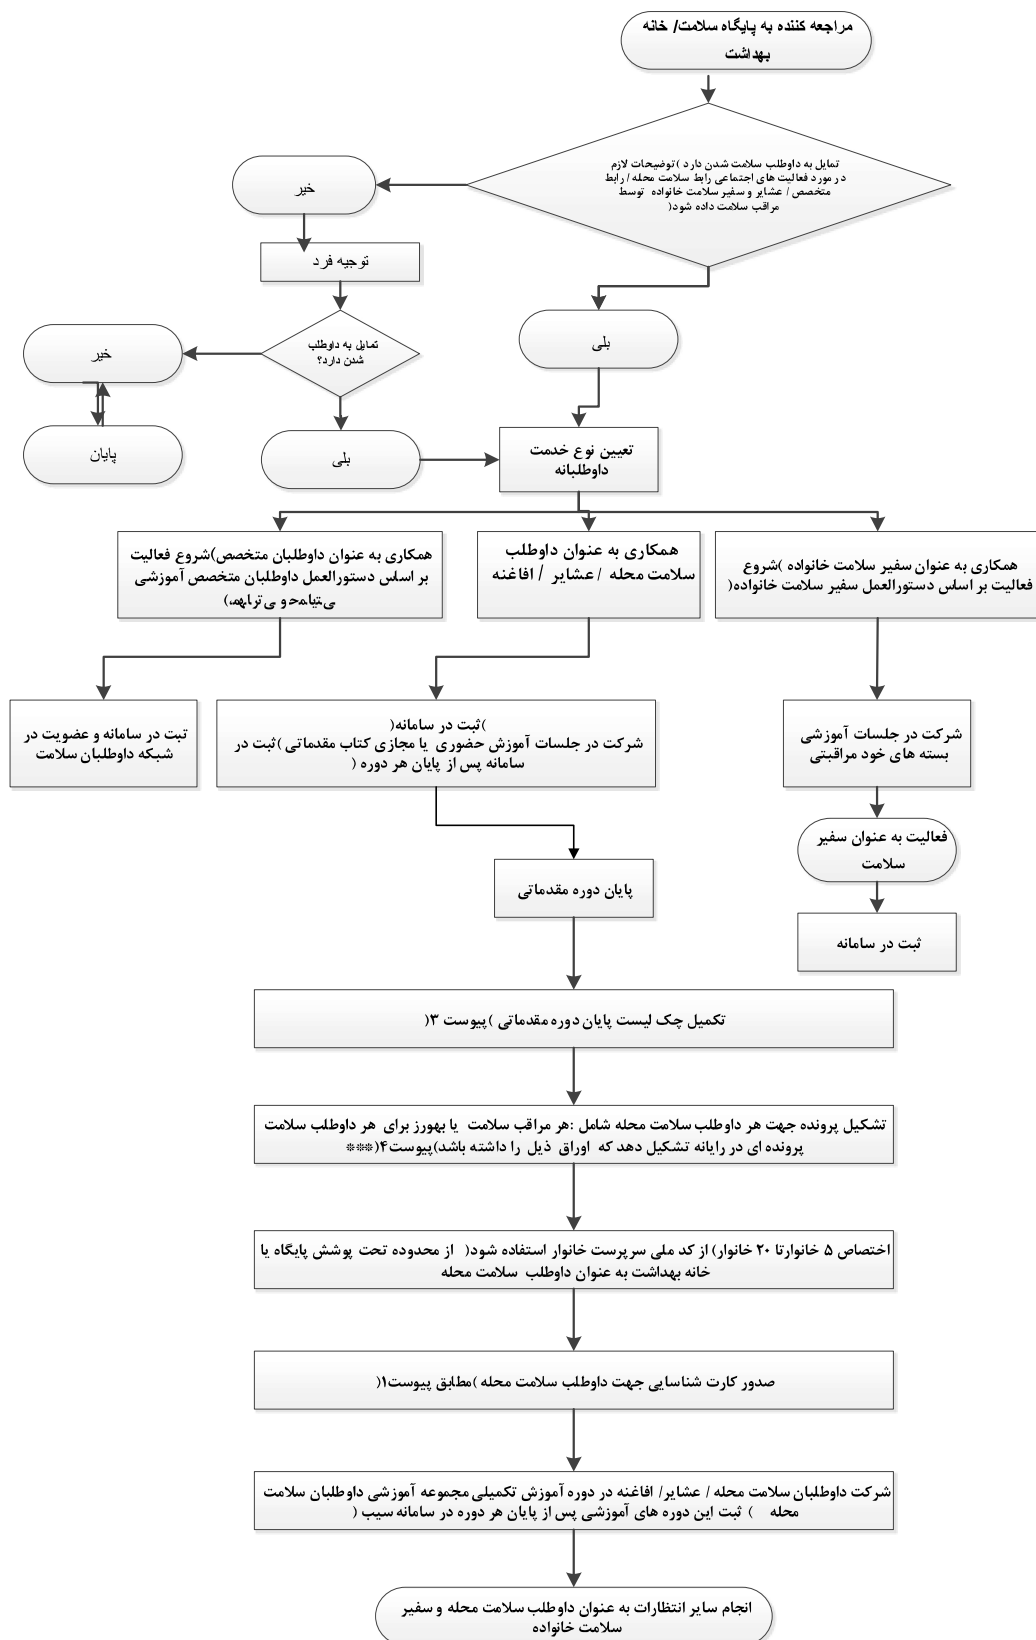 مراجعه کننده به پایگاه سلامت/ خانه
بهداشت
تمایل به داوطلب سلامت شدن دارد )توضیحات لازم
در مورد فعالیت های اجتماعی رابط سلامت محله / رابط
متخصص / عشایر و سفیر سلامت خانواده توسط
مراقب سلامت داده شود(
خیر
توجیه فرد
تمایل به داوطلب
شدن دارد؟
خیر
پایان
بلی
بلی
تعیین نوع خدمت
داوطلبانه
همکاری به عنوان سفیر سلامت خانواده )شروع
فعالیت بر اساس دستورالعمل سفیر سلامت خانواده(
همکاری به عنوان داوطلب
سلامت محله / عشایر / افاغنه
همکاری به عنوان داوطلبان متخصص)شروع فعالیت
بر اساس دستورالعمل داوطلبان متخصص آموزشی
شرکت در جلسات آموزشی
بسته های خود مراقبتی
فعالیت به عنوان سفیر
سلامت
ثبت در سامانه
)ثبت در سامانه(
شرکت در جلسات آموزش حضوری یا مجازی کتاب مقدماتی )ثبت در
سامانه پس از پایان هر دوره (
ثبت در سامانه و عضویت در
شبکه داوطلبان سلامت
پایان دوره مقدماتی
تکمیل چک لیست پایان دوره مقدماتی )پیوست ۳(
تشکیل پرونده جهت هر داوطلب سلامت محله شامل :هر مراقب سلامت یا بهورز برای هر داوطلب سلامت
پرونده ای در رایانه تشکیل دهد که اوراق ذیل را داشته باشد)پیوست۴(***
اختصاص ۵ خانوارتا ۲۰ خانوار) از کد ملی سرپرست خانوار استفاده شود( از محدوده تحت پوشش پایگاه یا
خانه بهداشت به عنوان داوطلب سلامت محله
صدور کارت شناسایی جهت داوطلب سلامت محله )مطابق پیوست۱(
شرکت داوطلبان سلامت محله / عشایر/ افاغنه در دوره آموزش تکمیلی مجموعه آموزشی داوطلبان سلامت
محله ) ثبت این دوره های آموزشی پس از پایان هر دوره در سامانه سیب (
انجام سایر انتظارات به عنوان داوطلب سلامت محله و سفیر
سلامت خانواده